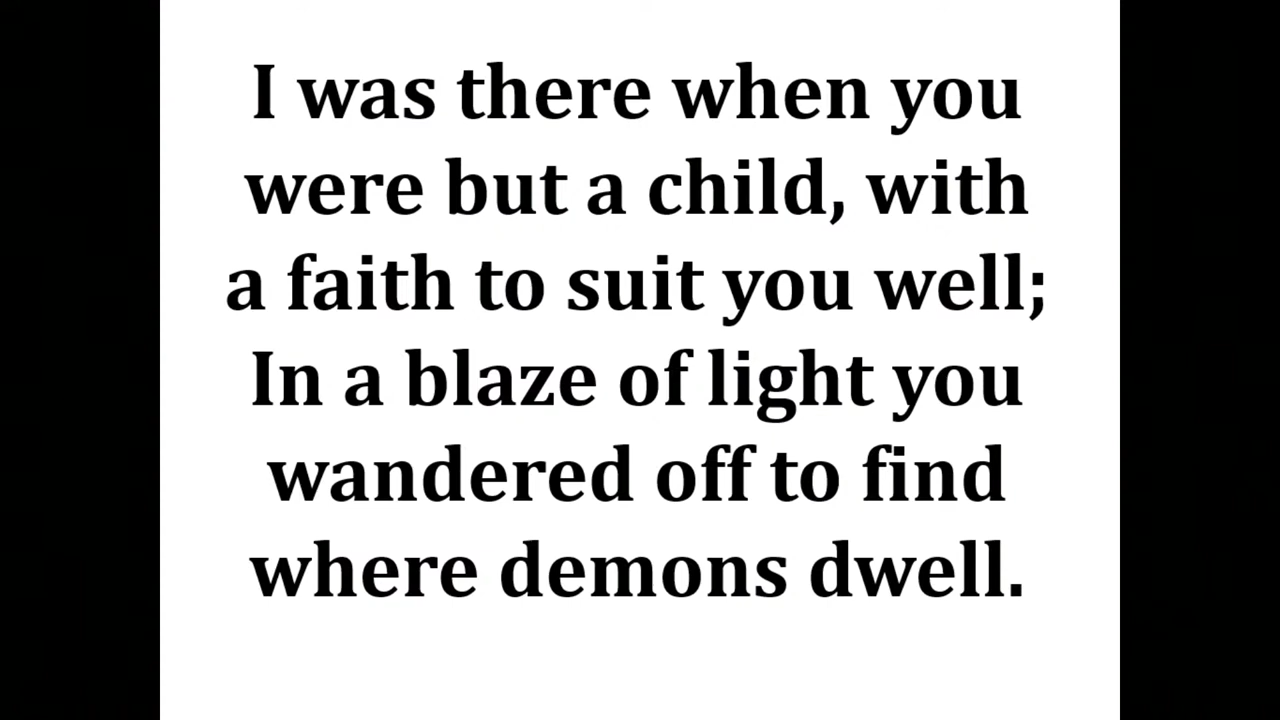 I was there when you
were but a child, with
a faith to suit you well;
In a blaze of light you
wandered off to find
where demons dwell.